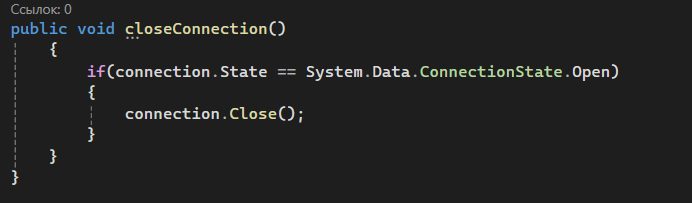 Ссылок: 0
public void closeConnection()
{
if(connection.State == System.Data.ConnectionState.Open)
{
connection.Close();
}
}
}